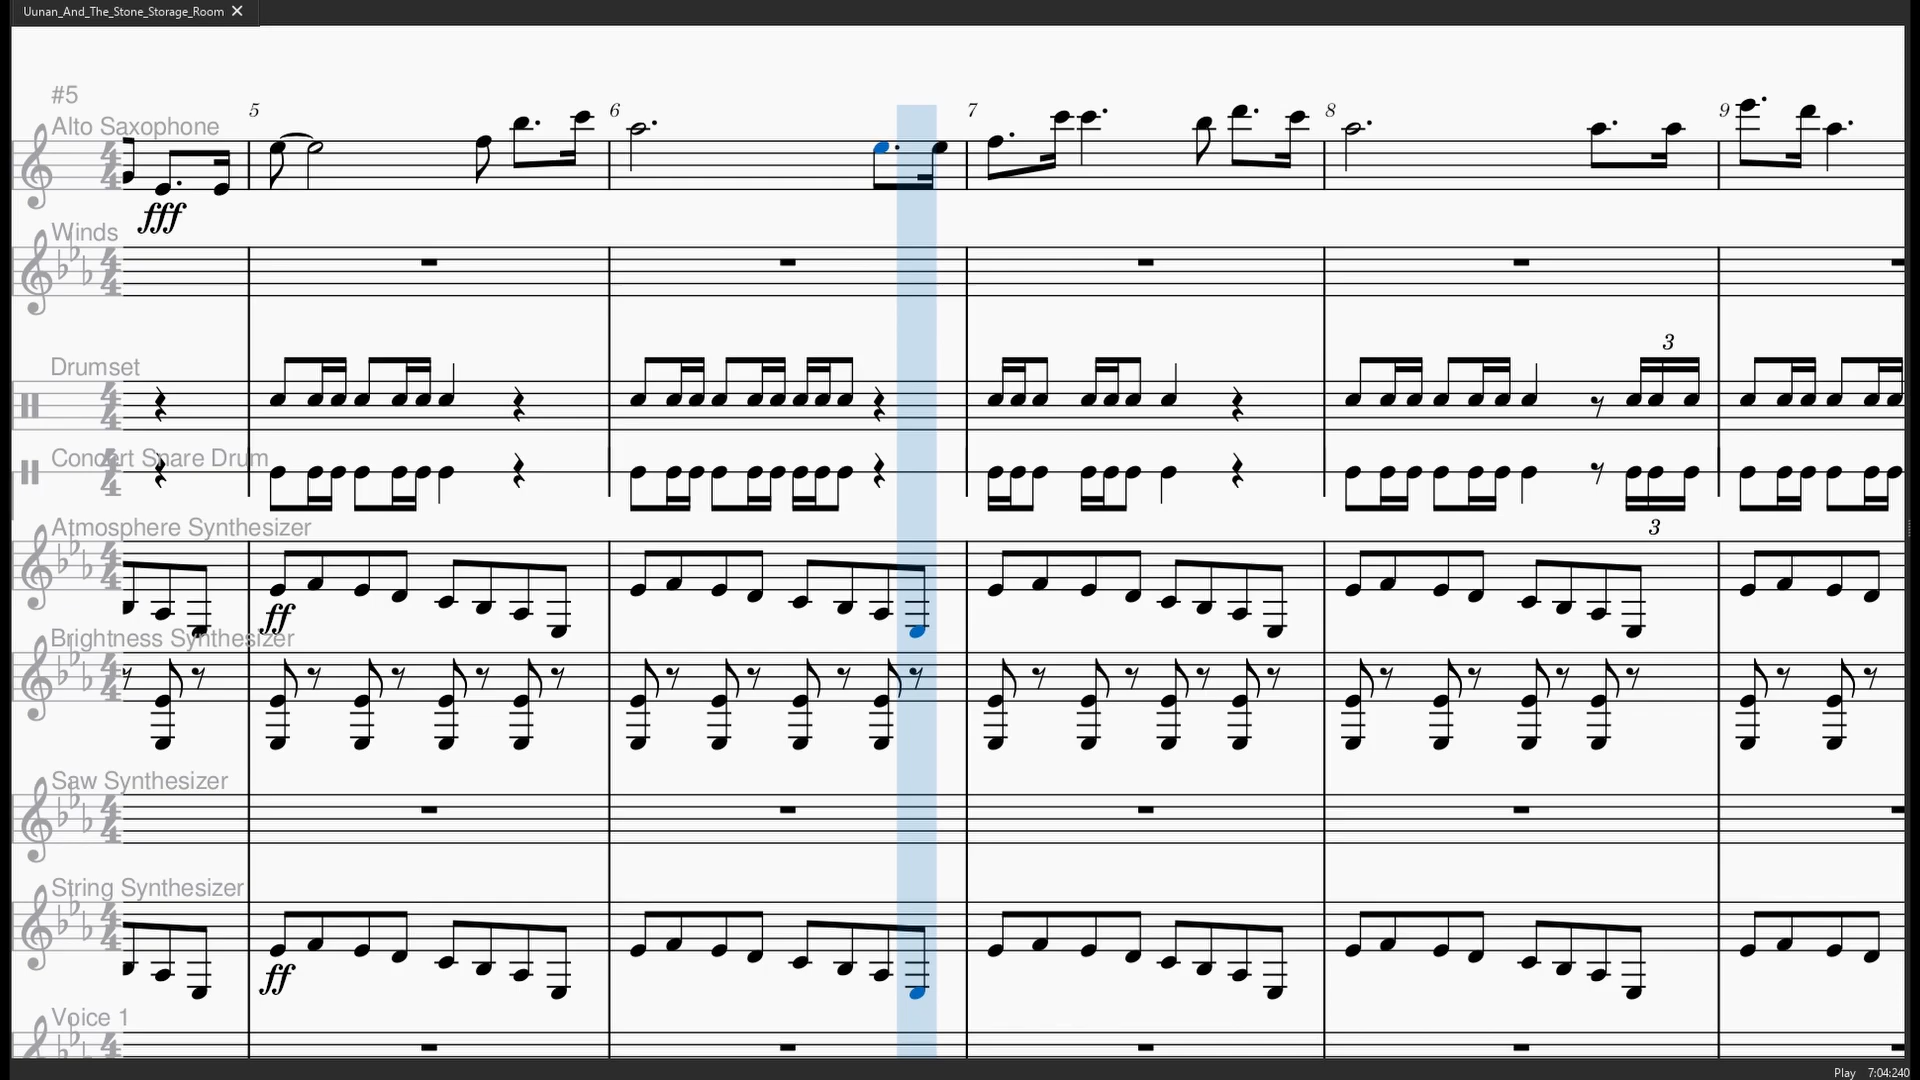 Uunan_And_The_Stone_Storage_Room ✕
#5
5 6 7 8 9
Alto Saxophone
fff
Winds
3
Drumset
Concert Snare Drum
3
Atmosphere Synthesizer
ff
Brightness Synthesizer
Saw Synthesizer
String Synthesizer
ff
Voice 1
Play 7:04:240